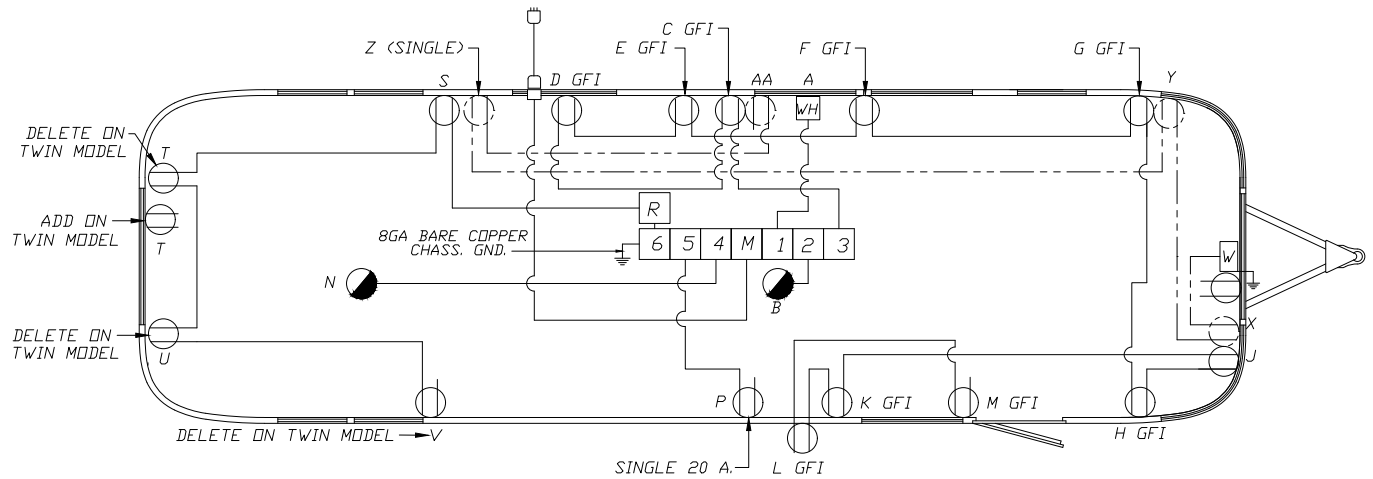 C GFI
Z (SINGLE)
E GFI
F GFI
G GFI
S
D GFI
AA
A
Y
WH
DELETE ON
TWIN MODEL
T
R
ADD ON
TWIN MODEL
T
8GA BARE COPPER
CHASS. GND.
6 5 4 M 1 2 3
W
N
B
X
DELETE ON
TWIN MODEL
U
J
P
K GFI
M GFI
DELETE ON TWIN MODEL
V
H GFI
SINGLE 20 A.
L GFI